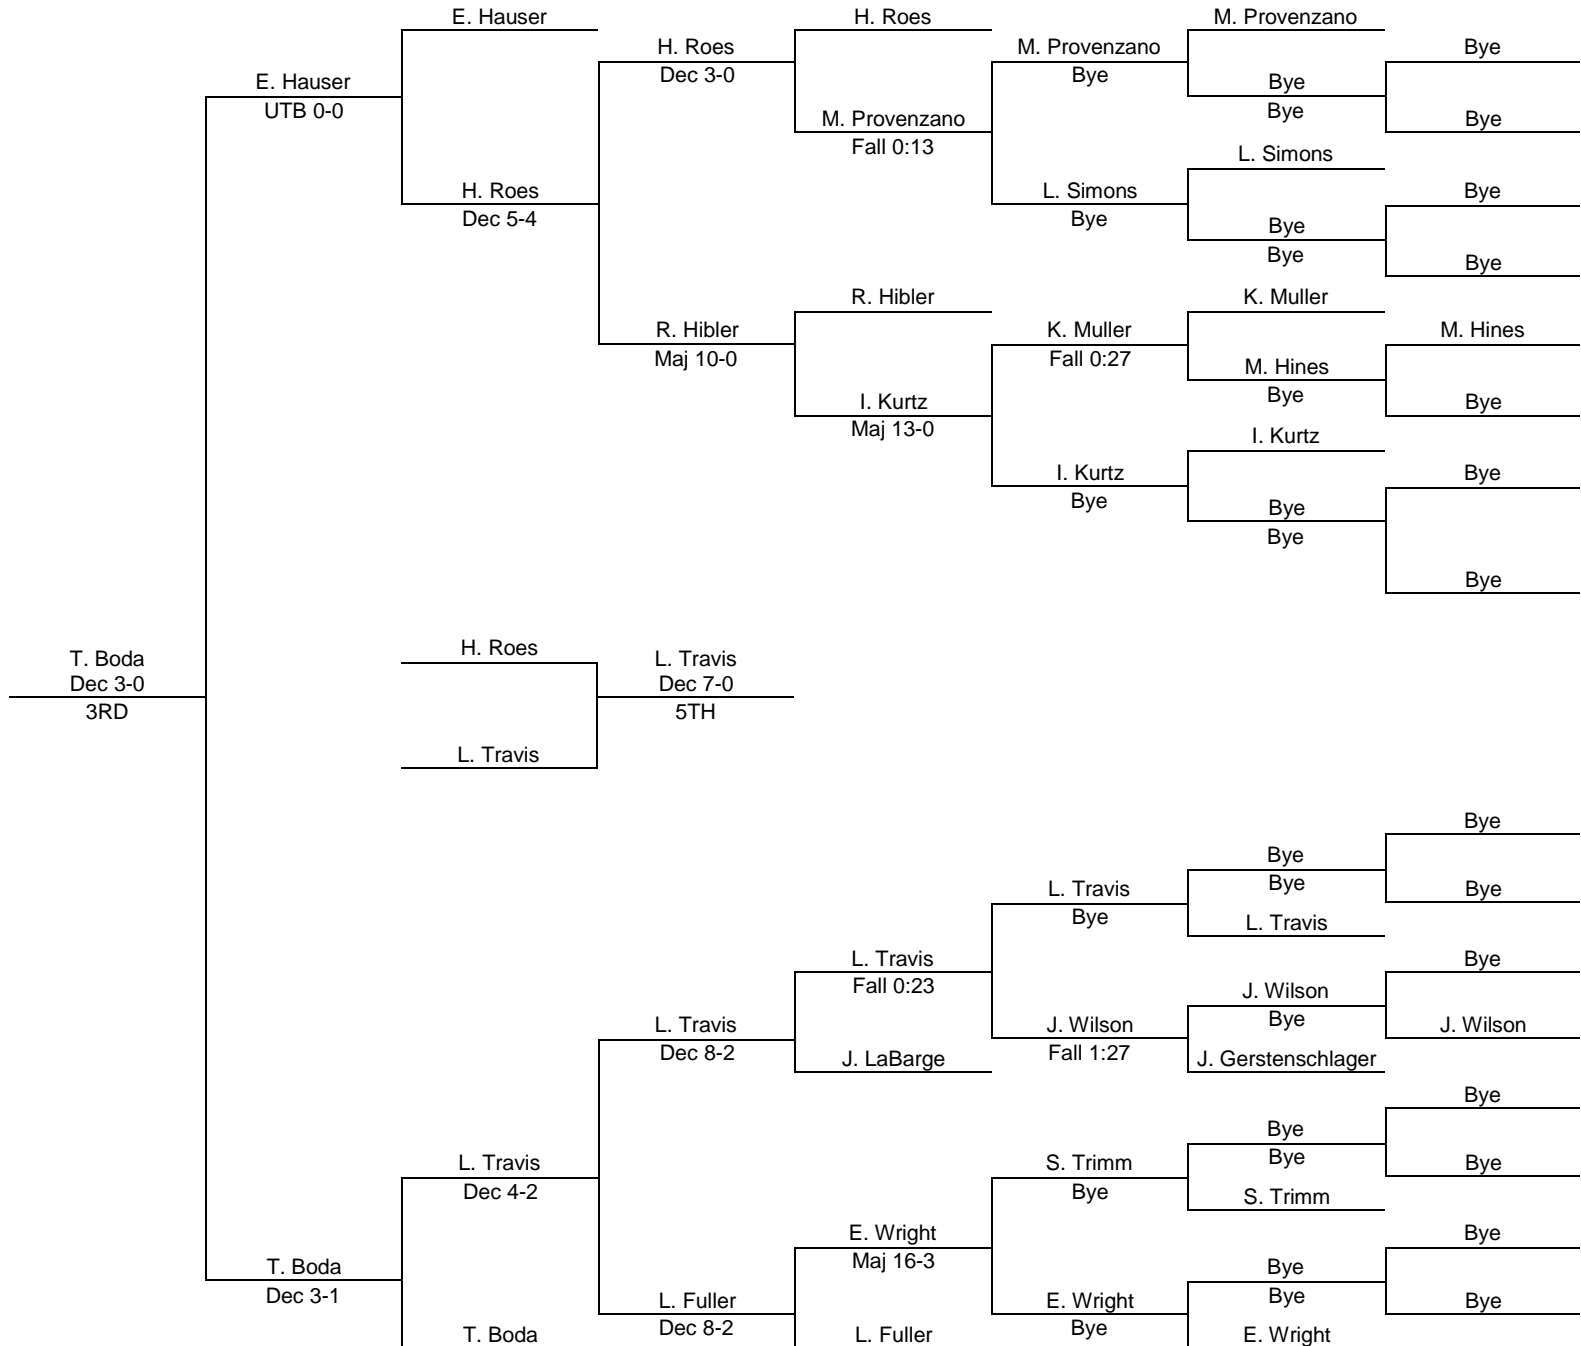 E. Hauser
H. Roes
M. Provenzano
H. Roes
Dec 3-0
M. Provenzano
Bye
Bye
E. Hauser
UTB 0-0
Bye
Bye
M. Provenzano
Fall 0:13
Bye
L. Simons
H. Roes
Dec 5-4
L. Simons
Bye
Bye
Bye
Bye
Bye
R. Hibler
K. Muller
R. Hibler
Maj 10-0
K. Muller
Fall 0:27
M. Hines
M. Hines
Bye
I. Kurtz
Maj 13-0
Bye
I. Kurtz
I. Kurtz
Bye
Bye
Bye
Bye
Bye
T. Boda
Dec 3-0
3RD
H. Roes
L. Travis
Dec 7-0
5TH
L. Travis
Bye
Bye
Bye
L. Travis
Bye
Bye
L. Travis
L. Travis
Fall 0:23
Bye
J. Wilson
Bye
L. Travis
Dec 8-2
J. Wilson
Fall 1:27
J. Wilson
J. LaBarge
J. Gerstenschlager
Bye
Bye
Bye
L. Travis
Dec 4-2
S. Trimm
Bye
Bye
S. Trimm
E. Wright
Maj 16-3
Bye
T. Boda
Dec 3-1
Bye
Bye
L. Fuller
Dec 8-2
E. Wright
Bye
Bye
T. Boda
L. Fuller
E. Wright